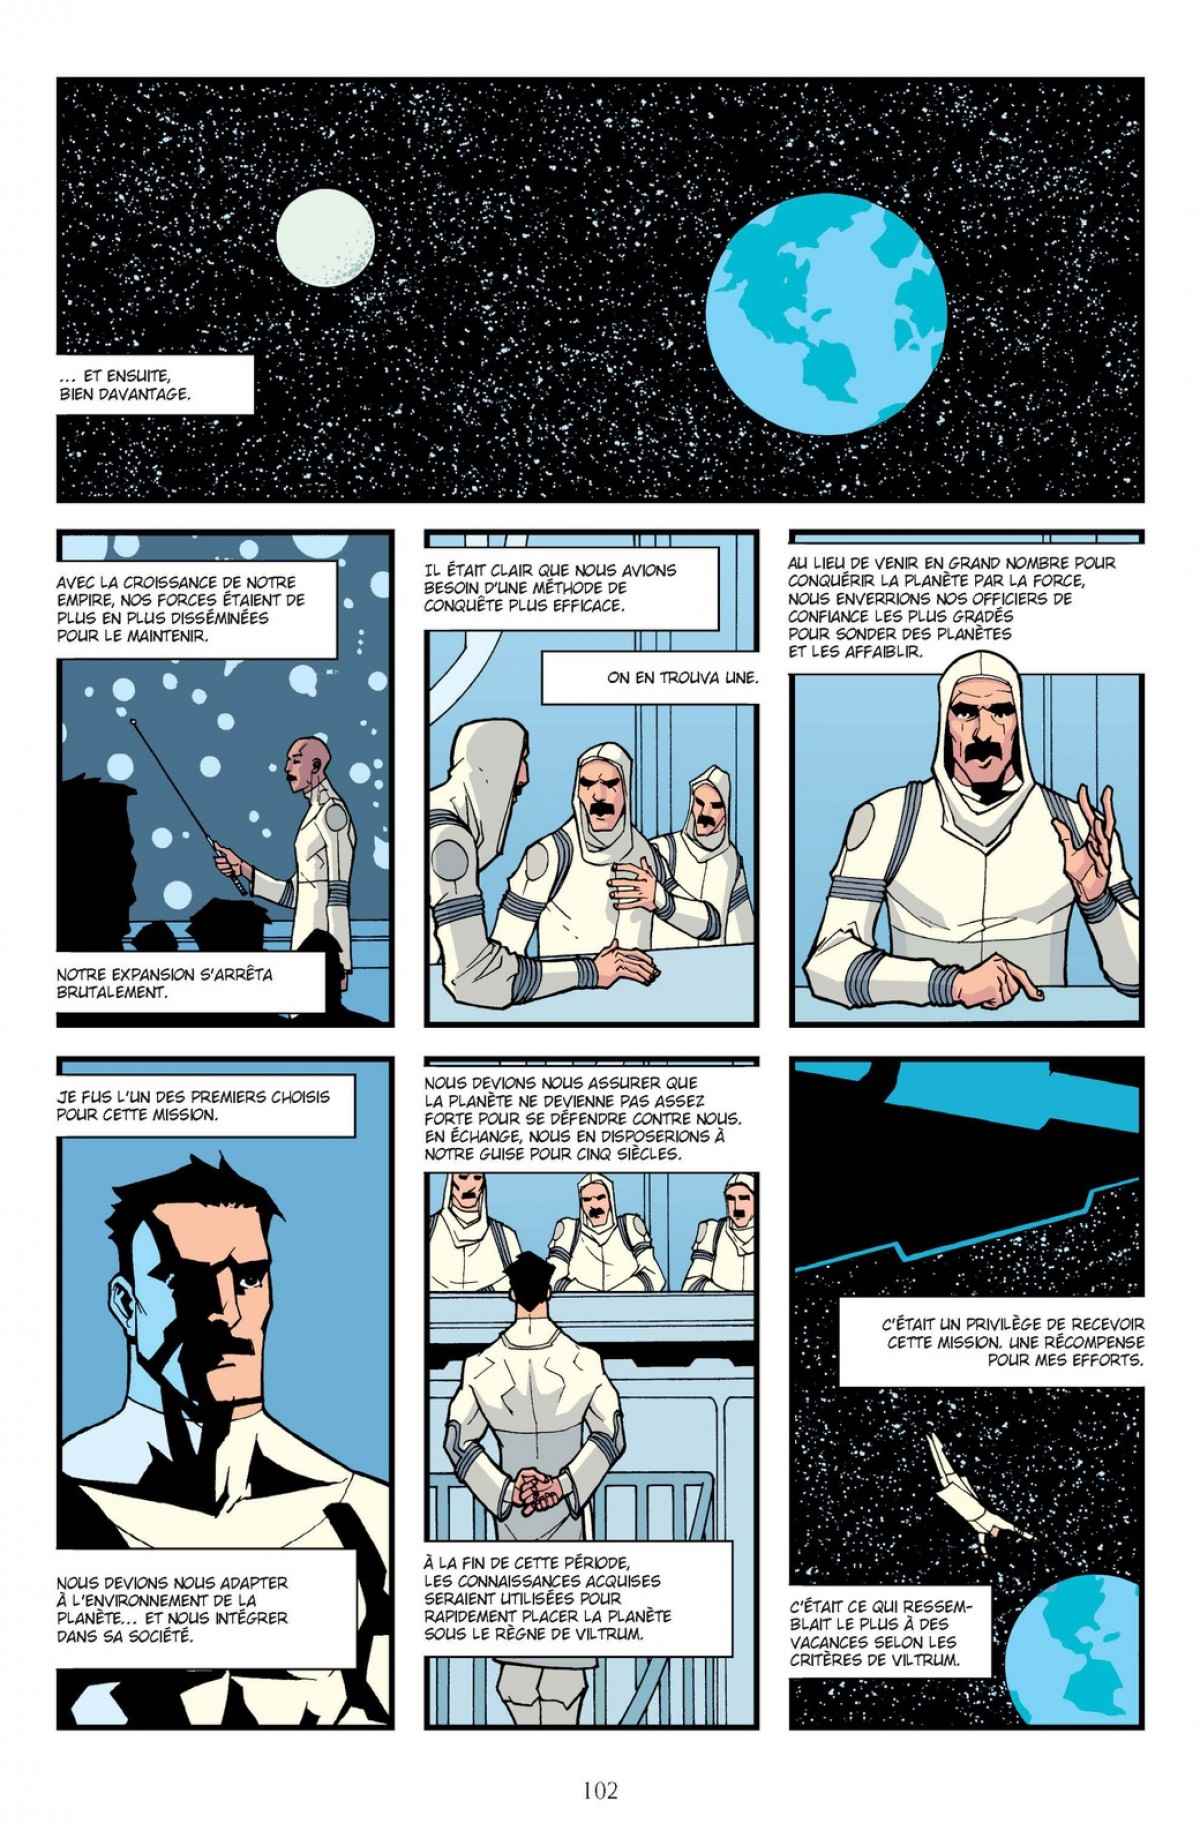 ... ET ENSUITE,
BIEN DAVANTAGE.
AVEC LA CROISSANCE DE NOTRE
EMPIRE, NOS FORCES ÉTAIENT DE
PLUS EN PLUS DISSÉMINÉES
POUR LE MAINTENIR.
NOTRE EXPANSION S'ARRÊTA
BRUTALEMENT.
IL ÉTAIT CLAIR QUE NOUS AVIONS
BESOIN D'UNE MÉTHODE DE
CONQUÊTE PLUS EFFICACE.
ON EN TROUVA UNE.
AU LIEU DE VENIR EN GRAND NOMBRE POUR
CONQUÉRIR LA PLANÈTE PAR LA FORCE,
NOUS ENVERRIONS NOS OFFICIERS DE
CONFIANCE LES PLUS GRADÉS
POUR SONDER DES PLANÈTES
ET LES AFFAIBLIR.
JE FUS L'UN DES PREMIERS CHOISIS
POUR CETTE MISSION.
NOUS DEVIONS NOUS ADAPTER
À L'ENVIRONNEMENT DE LA
PLANÈTE... ET NOUS INTÉGRER
DANS SA SOCIÉTÉ.
NOUS DEVIONS NOUS ASSURER QUE
LA PLANÈTE NE DEVIENNE PAS ASSEZ
FORTE POUR SE DÉFENDRE CONTRE NOUS.
EN ÉCHANGE, NOUS EN DISPOSERIONS À
NOTRE GUISE POUR CINQ SIÈCLES.
À LA FIN DE CETTE PÉRIODE,
LES CONNAISSANCES ACQUISES
SERAIENT UTILISÉES POUR
RAPIDEMENT PLACER LA PLANÈTE
SOUS LE RÈGNE DE VILTRUM.
C'ÉTAIT UN PRIVILÈGE DE RECEVOIR
CETTE MISSION. UNE RÉCOMPENSE
POUR MES EFFORTS.
C'ÉTAIT CE QUI RESSEM-
BLAIT LE PLUS À DES
VACANCES SELON LES
CRITÈRES DE VILTRUM.
102